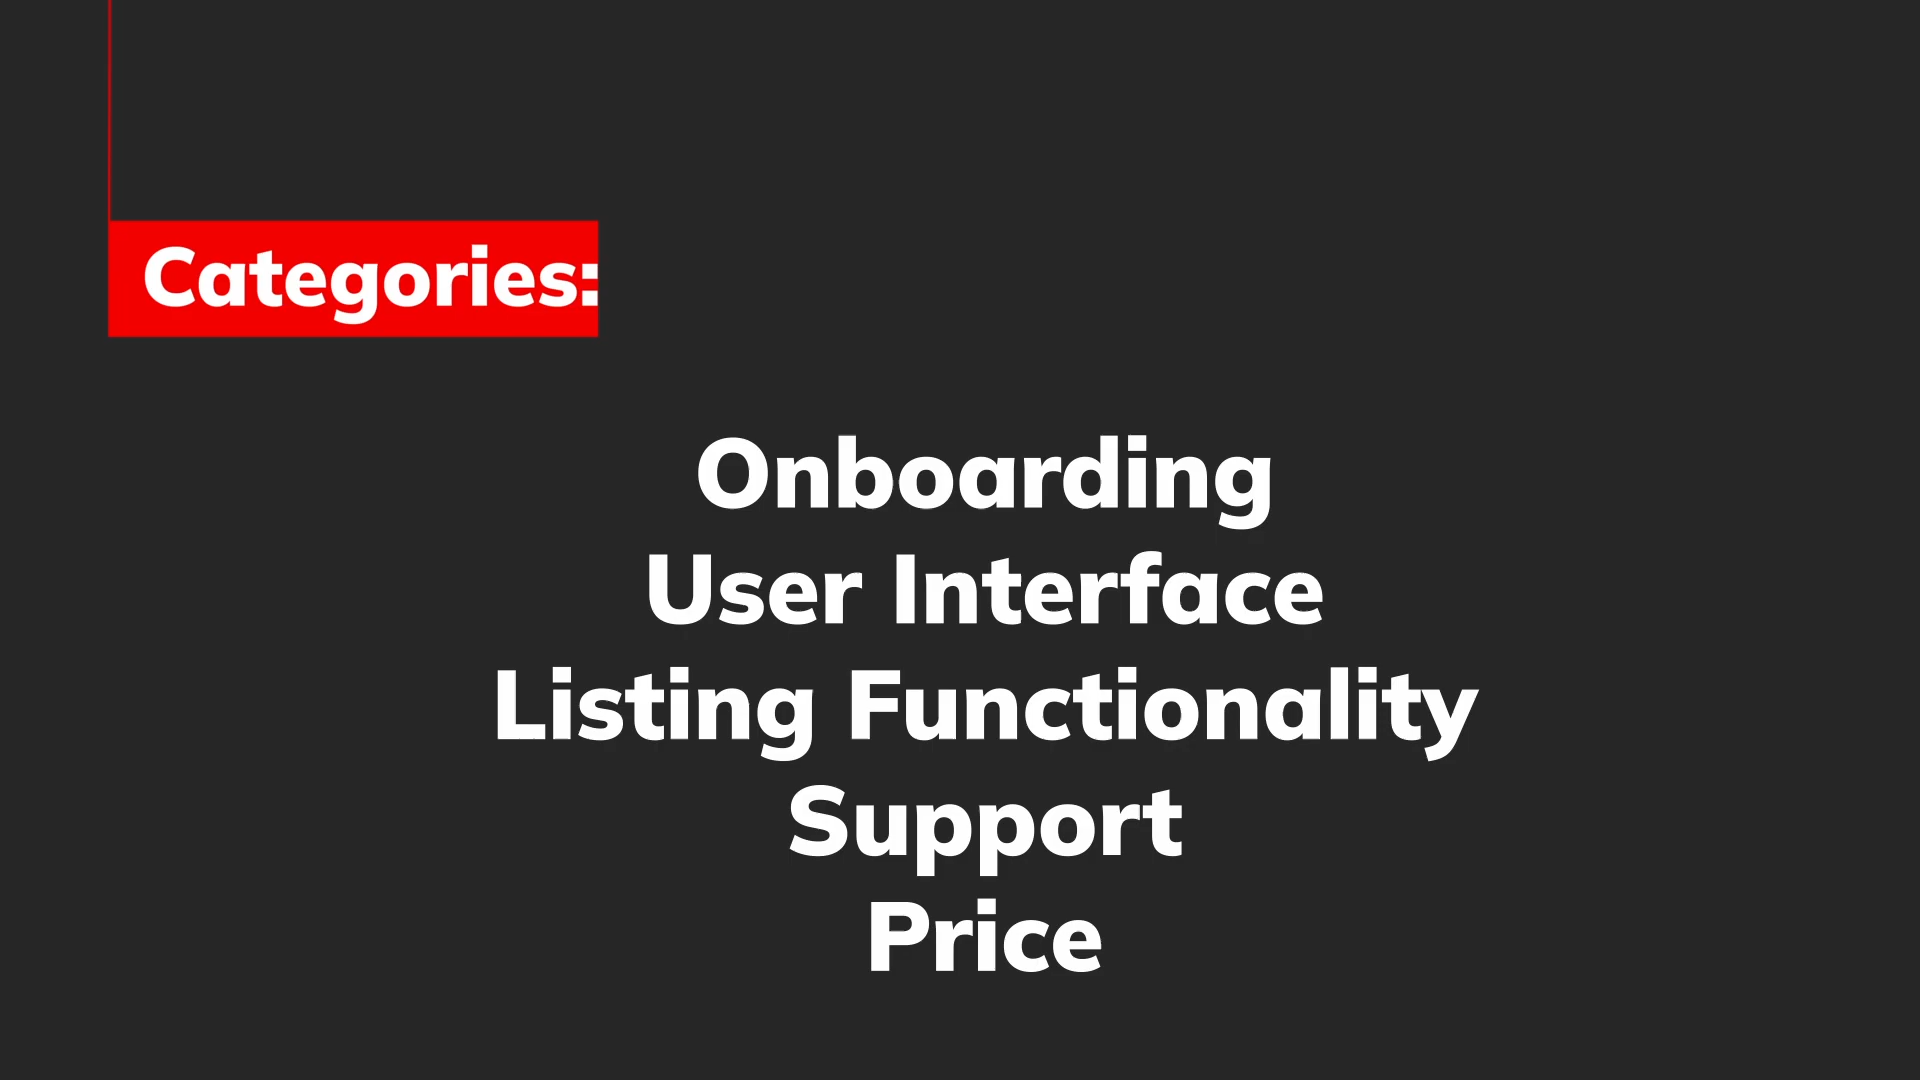 Categories:
Onboarding
User Interface
Listing Functionality
Support
Price